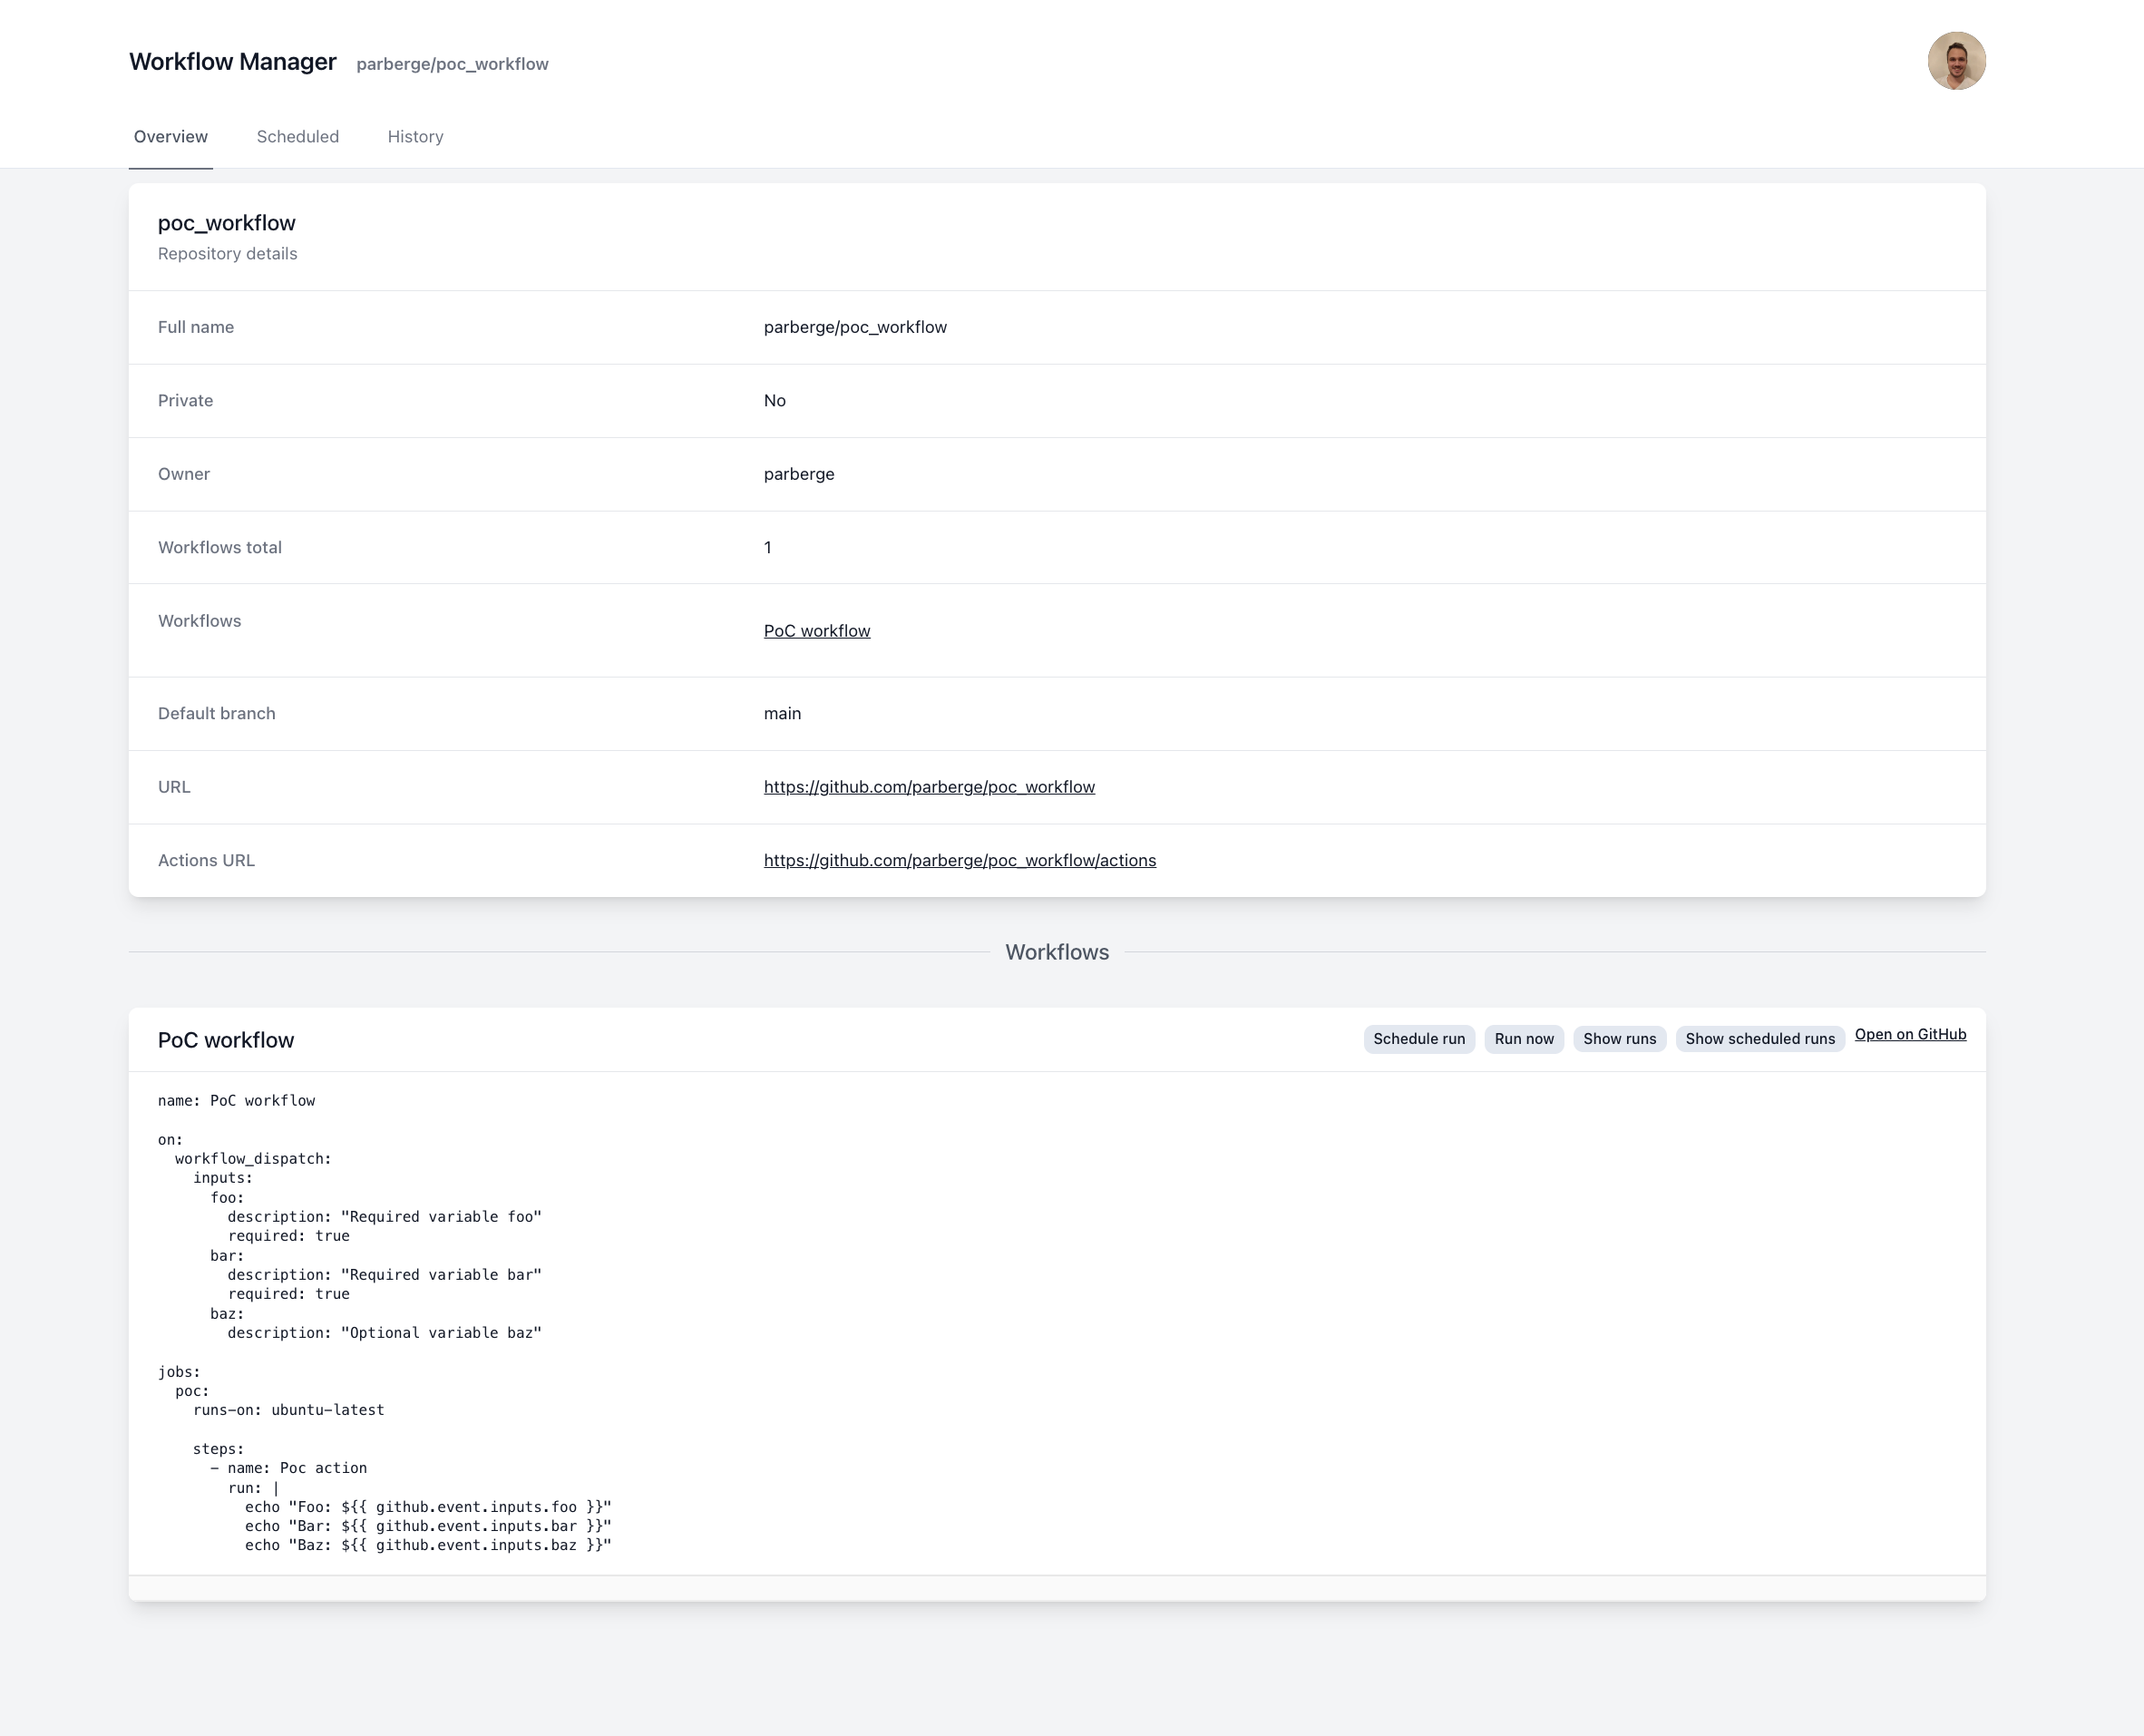 Workflow Manager parberge/poc_workflow
Overview Scheduled History
poc_workflow
Repository details
Full name parberge/poc_workflow
Private No
Owner parberge
Workflows total 1
Workflows PoC workflow
Default branch main
URL https://github.com/parberge/poc_workflow
Actions URL https://github.com/parberge/poc_workflow/actions
Workflows
PoC workflow Schedule run Run now Show runs Show scheduled runs Open on GitHub
name: PoC workflow

on:
  workflow_dispatch:
    inputs:
      foo:
        description: "Required variable foo"
        required: true
      bar:
        description: "Required variable bar"
        required: true
      baz:
        description: "Optional variable baz"

jobs:
  poc:
    runs-on: ubuntu-latest

    steps:
      - name: Poc action
        run: |
          echo "Foo: ${{ github.event.inputs.foo }}"
          echo "Bar: ${{ github.event.inputs.bar }}"
          echo "Baz: ${{ github.event.inputs.baz }}"